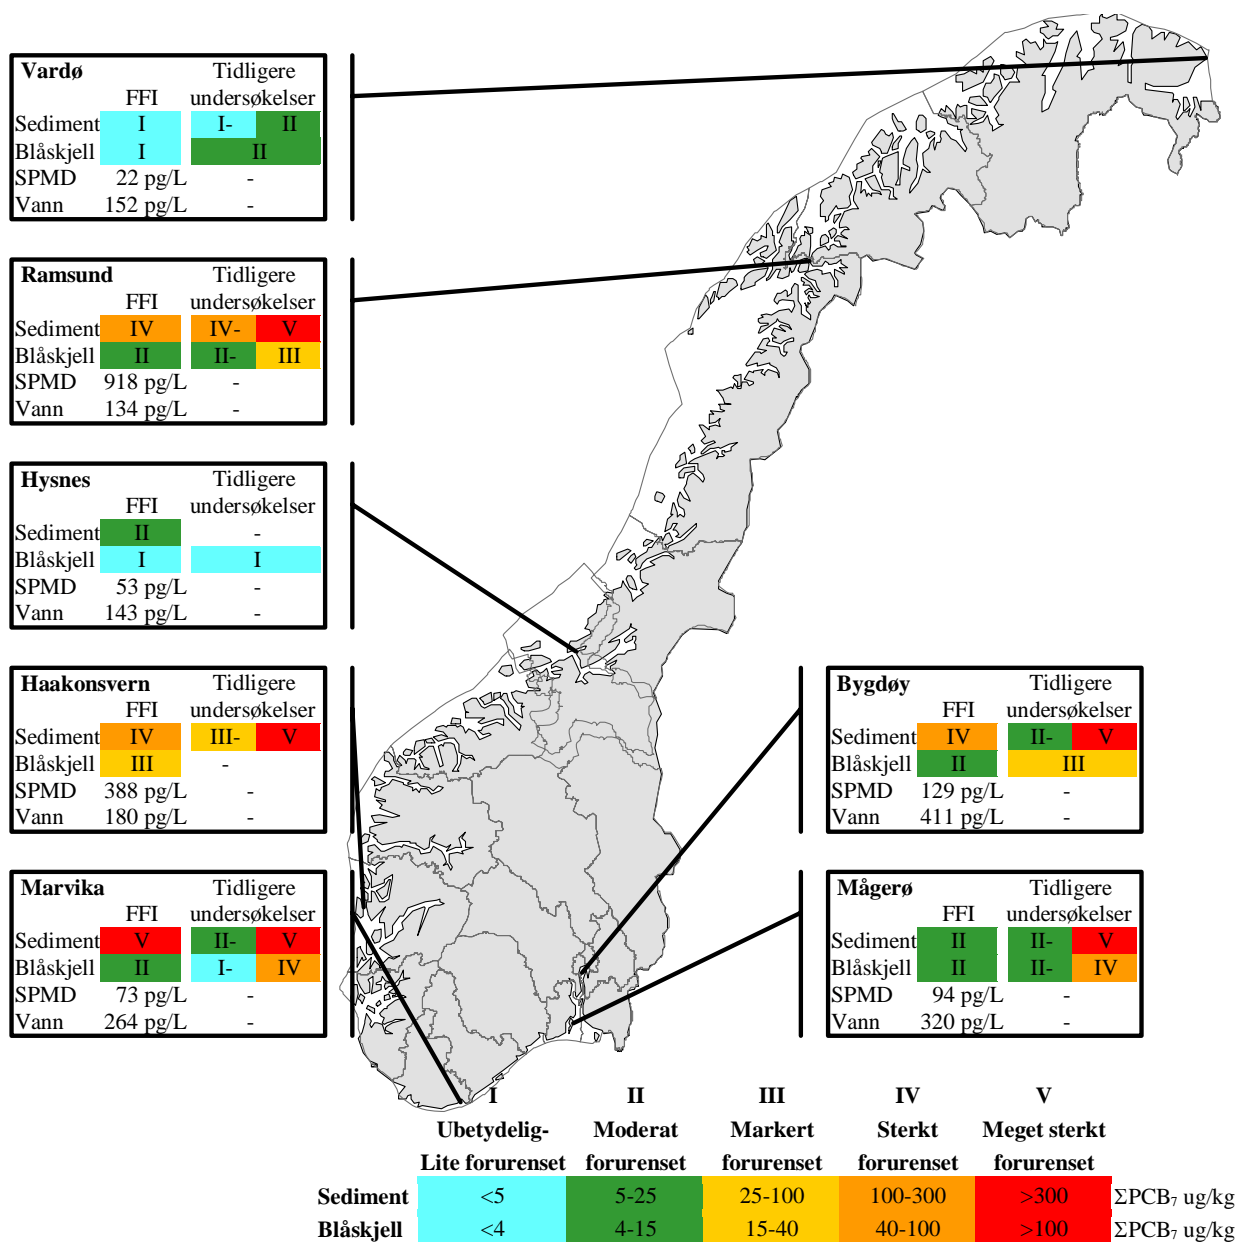 Vardø Tidligere
FFI undersøkelser
Sediment I I- II
Blåskjell I II
SPMD 22 pg/L -
Vann 152 pg/L -
Ramsund Tidligere
FFI undersøkelser
Sediment IV IV- V
Blåskjell II II- III
SPMD 918 pg/L -
Vann 134 pg/L -
Hysnes Tidligere
FFI undersøkelser
Sediment II -
Blåskjell I I
SPMD 53 pg/L -
Vann 143 pg/L -
Haakonsvern Tidligere
FFI undersøkelser
Sediment IV III- V
Blåskjell III -
SPMD 388 pg/L -
Vann 180 pg/L -
Bygdøy Tidligere
FFI undersøkelser
Sediment IV II- V
Blåskjell II III
SPMD 129 pg/L -
Vann 411 pg/L -
Marvika Tidligere
FFI undersøkelser
Sediment V II- V
Blåskjell II I- IV
SPMD 73 pg/L -
Vann 264 pg/L -
Mågerø Tidligere
FFI undersøkelser
Sediment II II- V
Blåskjell II II- IV
SPMD 94 pg/L -
Vann 320 pg/L -
I II III IV V
Ubetydelig- Moderat Markert Sterkt Meget sterkt
Lite forurenset forurenset forurenset forurenset forurenset
Sediment <5 5-25 25-100 100-300 >300 ΣPCB₇ ug/kg
Blåskjell <4 4-15 15-40 40-100 >100 ΣPCB₇ ug/kg